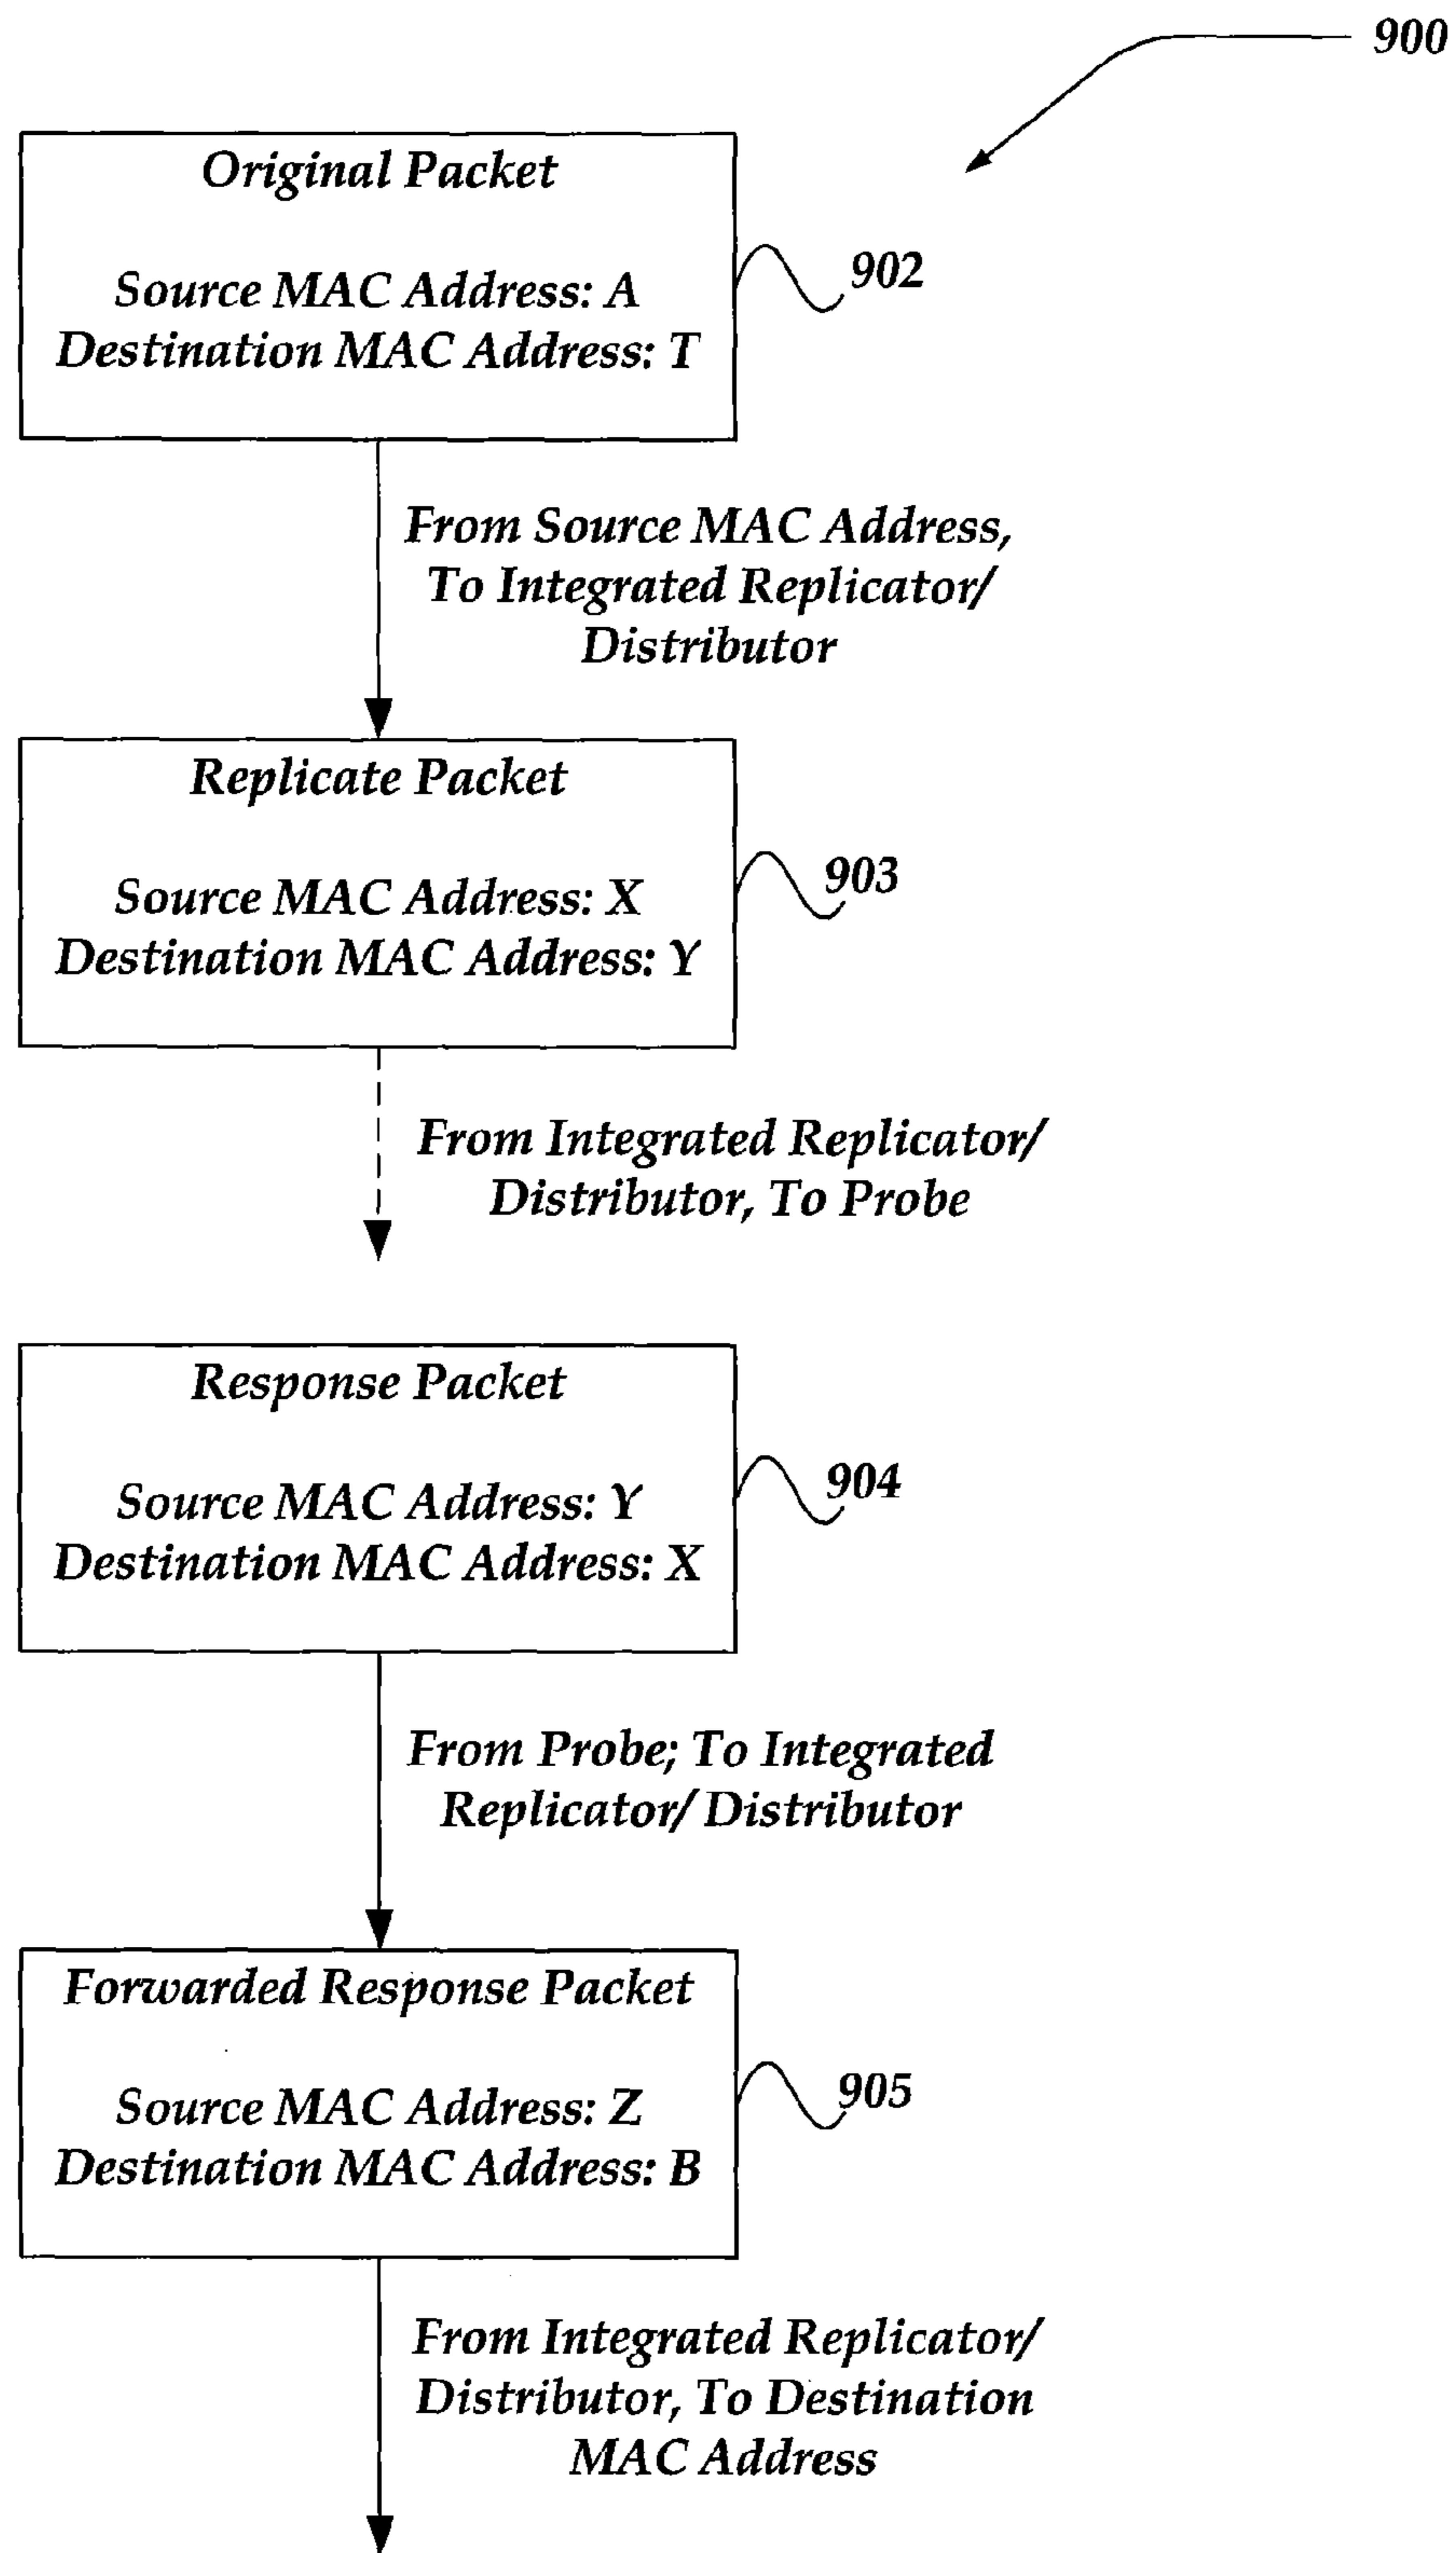 900
Original Packet
Source MAC Address: A
Destination MAC Address: T
902
From Source MAC Address,
To Integrated Replicator/
Distributor
Replicate Packet
Source MAC Address: X
Destination MAC Address: Y
903
From Integrated Replicator/
Distributor, To Probe
Response Packet
Source MAC Address: Y
Destination MAC Address: X
904
From Probe; To Integrated
Replicator/Distributor
Forwarded Response Packet
Source MAC Address: Z
Destination MAC Address: B
905
From Integrated Replicator/
Distributor, To Destination
MAC Address